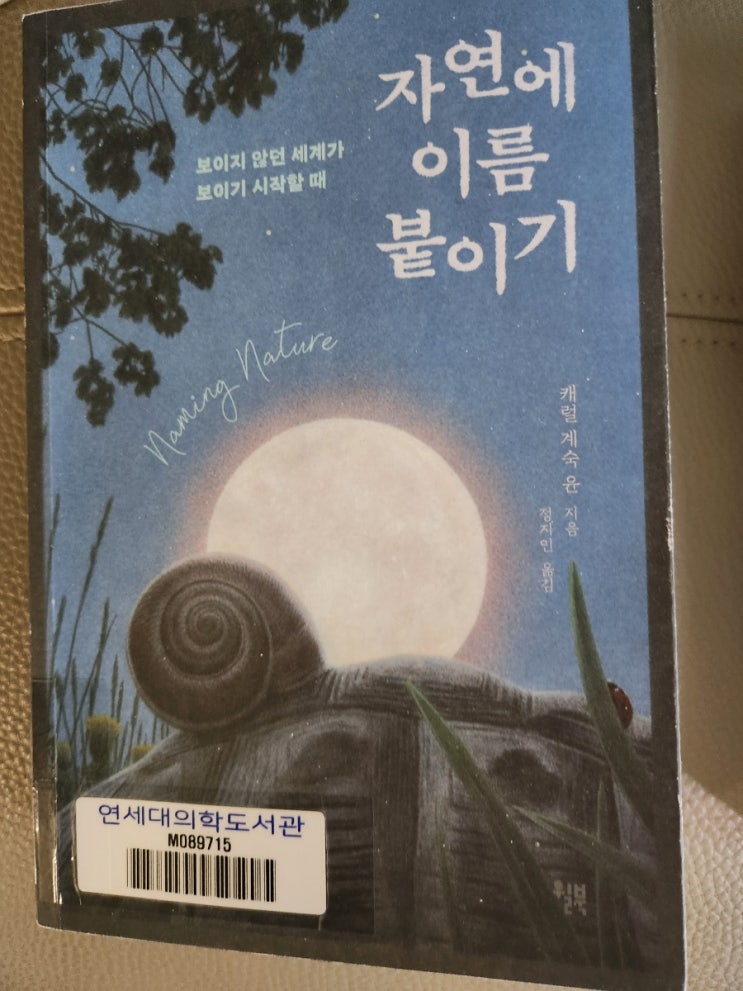 자연에
이름
붙이기
보이지 않던 세계가
보이기 시작할 때
Naming Nature
캐럴 계숙 윤 지음
정지인 옮김
연세대의학도서관
M089715
윌북